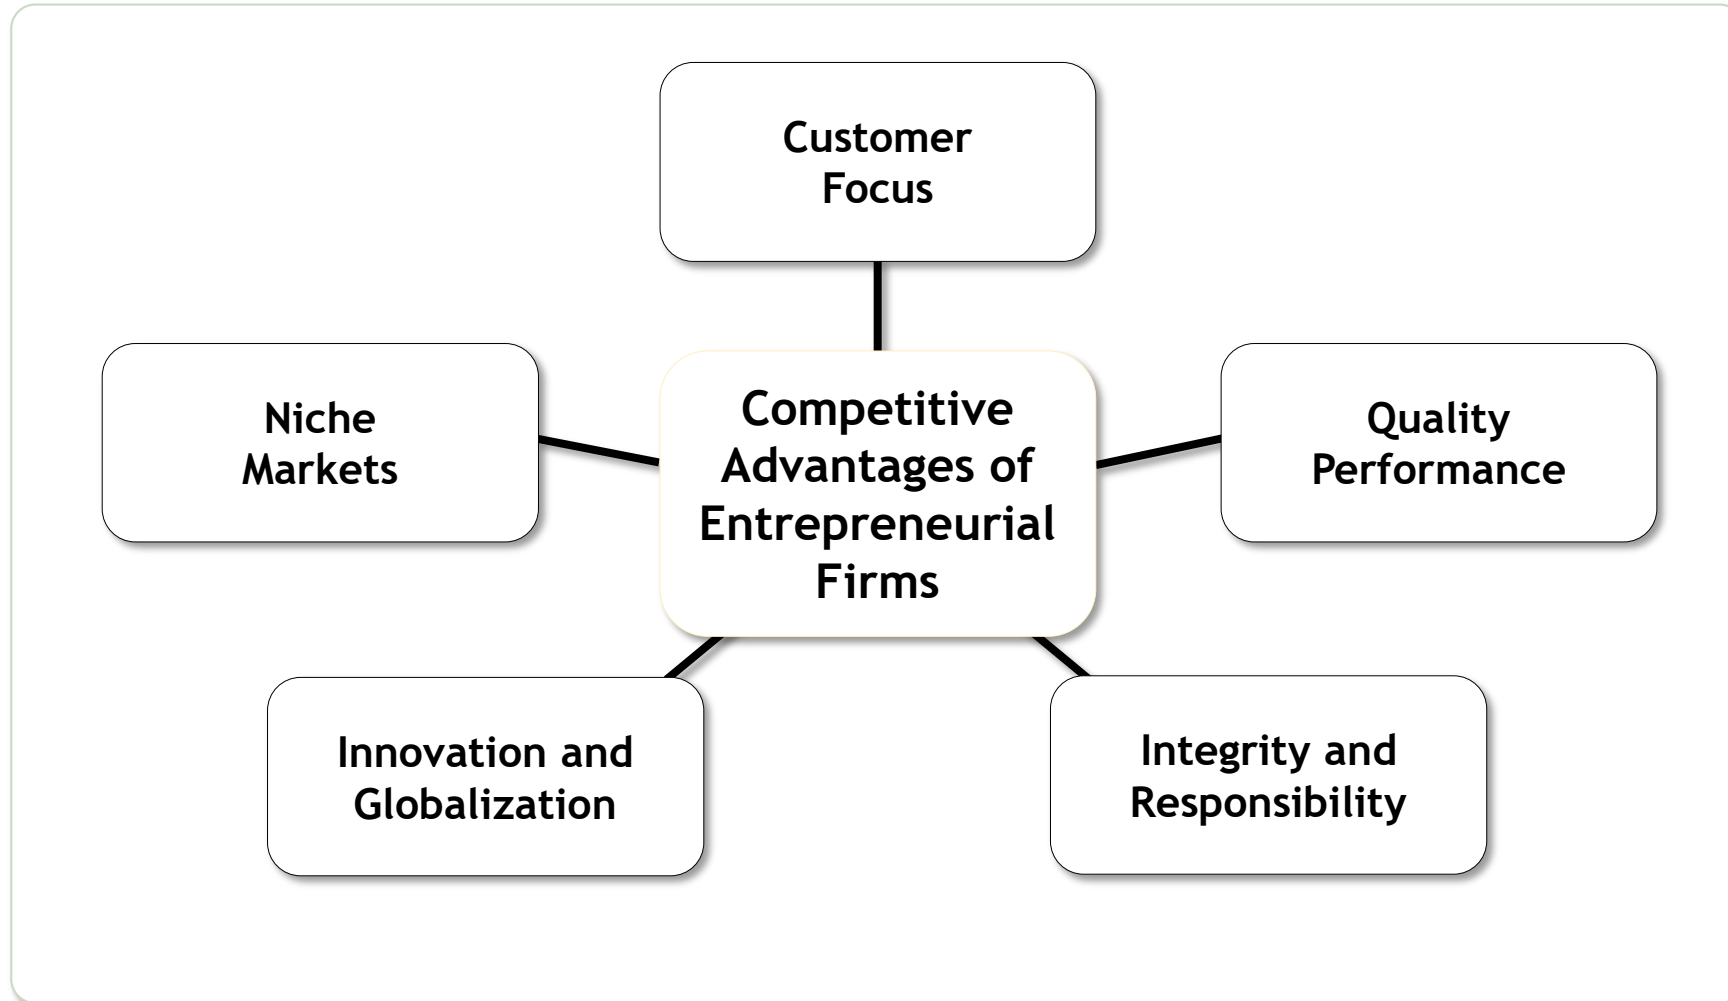 Customer
Focus
Niche
Markets
Competitive
Advantages of
Entrepreneurial
Firms
Quality
Performance
Innovation and
Globalization
Integrity and
Responsibility